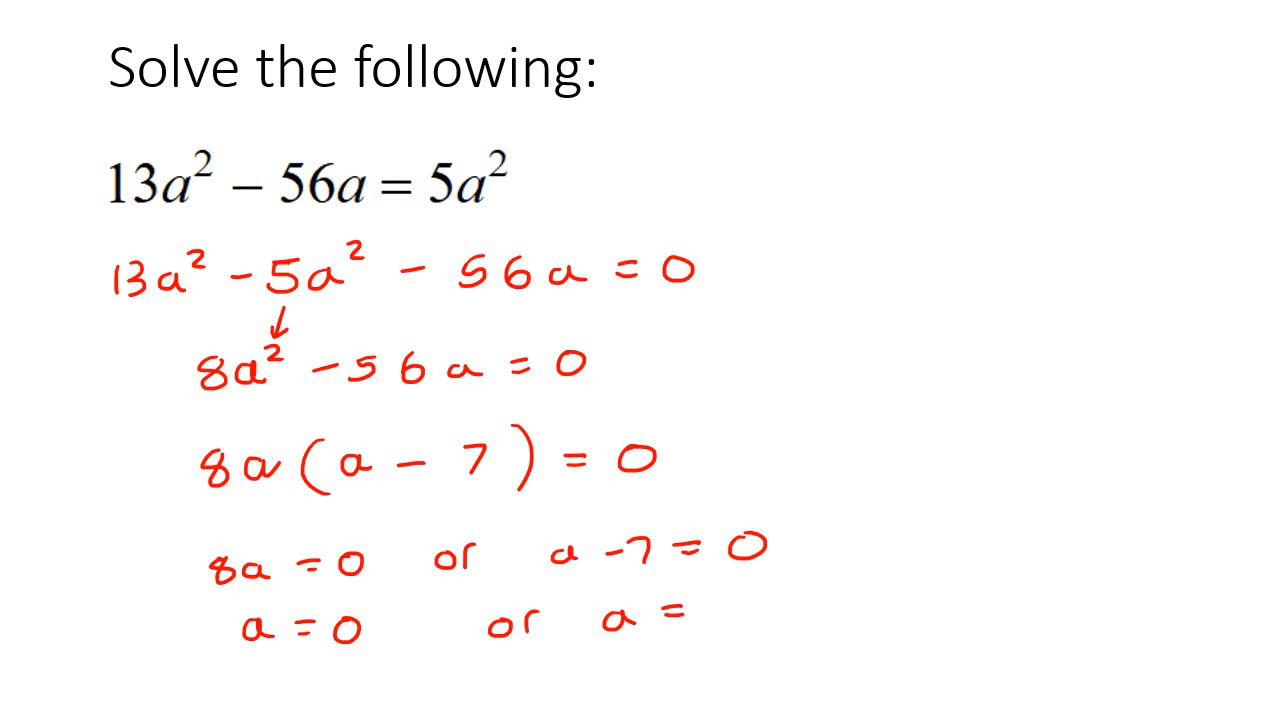 Solve the following:
13a² − 56a = 5a²
13a² − 5a² − 56a = 0
8a² − 56a = 0
8a(a − 7) = 0
8a = 0 or a − 7 = 0
a = 0 or a =